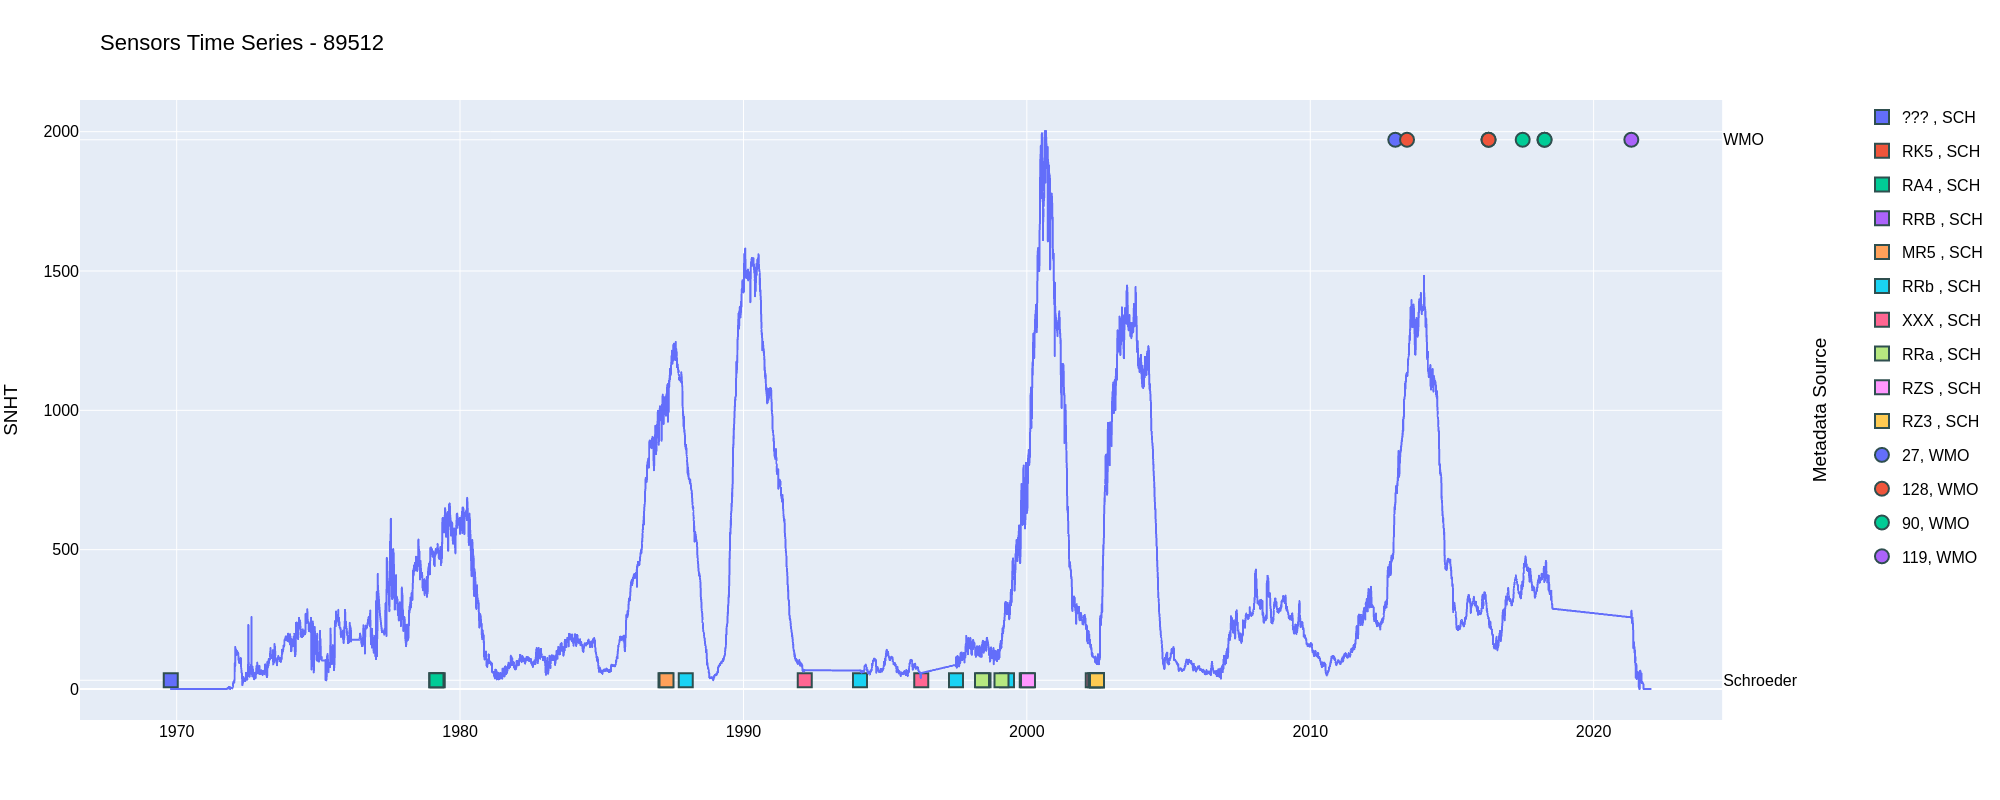 Sensors Time Series - 89512
SNHT
2000
1500
1000
500
0
1970
1980
1990
2000
2010
2020
WMO
Schroeder
Metadata Source
??? , SCH
RK5 , SCH
RA4 , SCH
RRB , SCH
MR5 , SCH
RRb , SCH
XXX , SCH
RRa , SCH
RZS , SCH
RZ3 , SCH
27, WMO
128, WMO
90, WMO
119, WMO